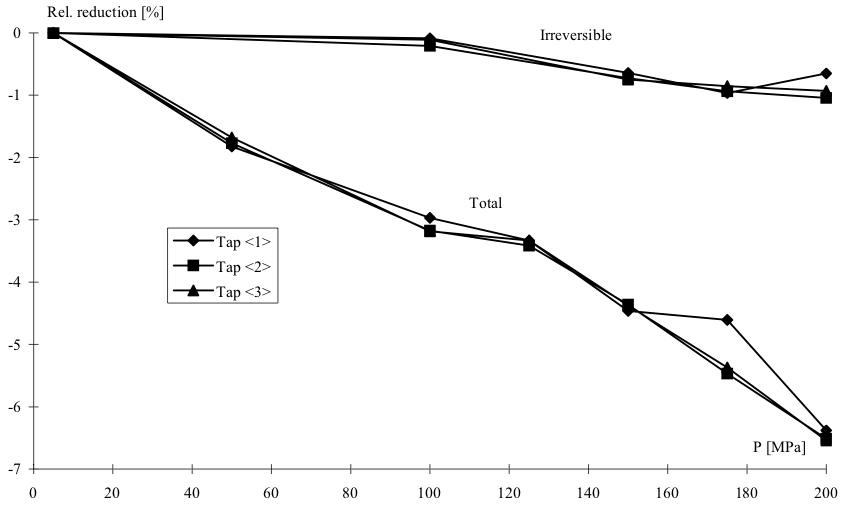 Rel. reduction [%]
Irreversible
0
-1
-2
-3
-4
-5
-6
-7
Total
Tap <1>
Tap <2>
Tap <3>
P [MPa]
0 20 40 60 80 100 120 140 160 180 200